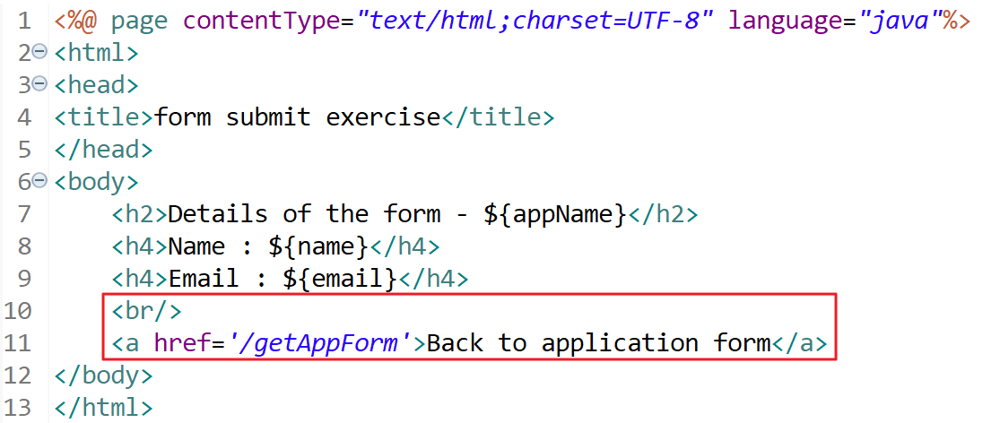 1 <%@ page contentType="text/html;charset=UTF-8" language="java"%>
2 <html>
3 <head>
4 <title>form submit exercise</title>
5 </head>
6 <body>
7     <h2>Details of the form - ${appName}</h2>
8     <h4>Name : ${name}</h4>
9     <h4>Email : ${email}</h4>
10     <br/>
11     <a href='/getAppForm'>Back to application form</a>
12 </body>
13 </html>